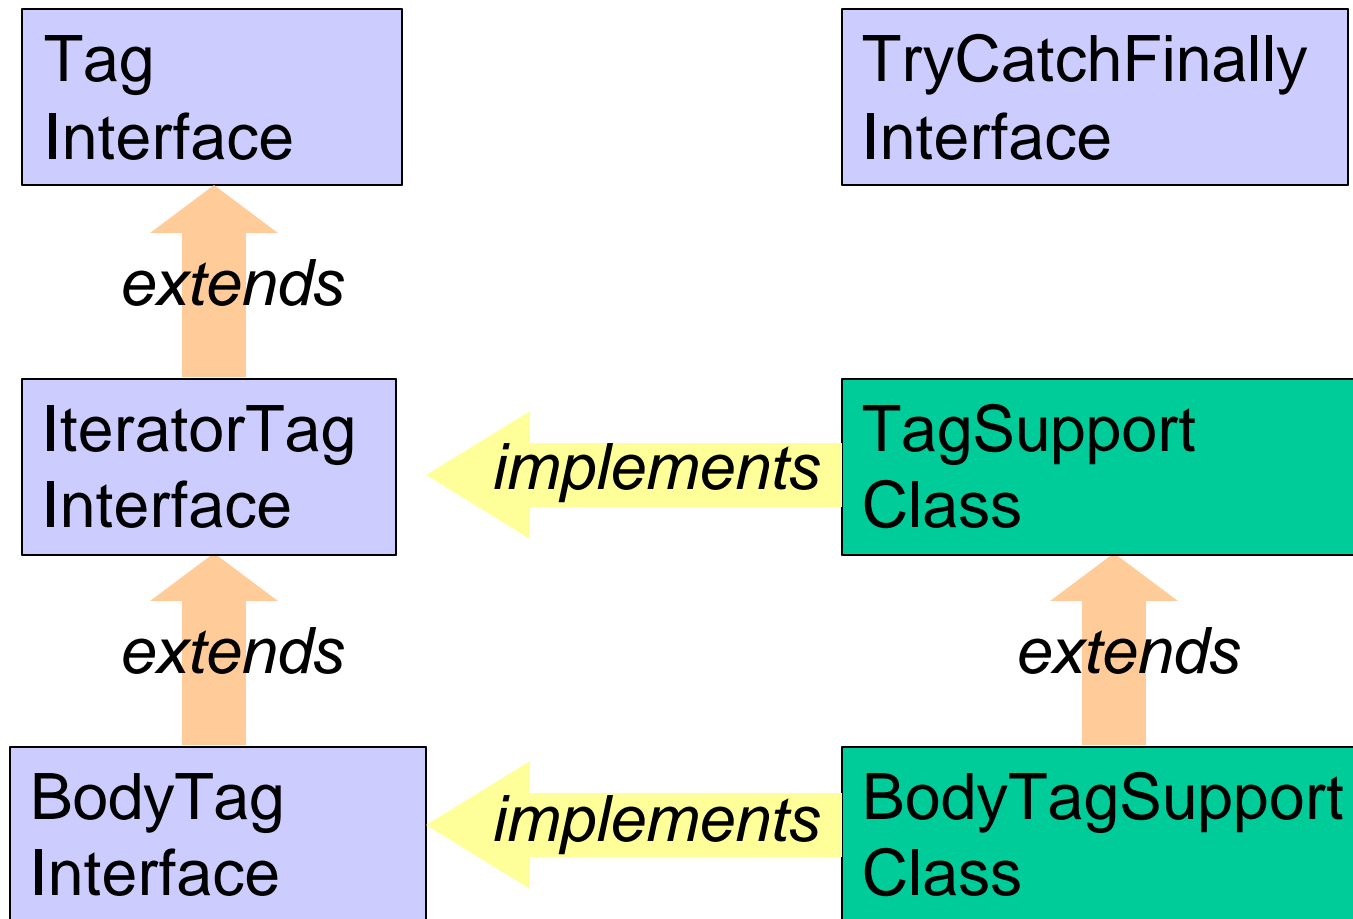 Tag
Interface
TryCatchFinally
Interface
extends
IteratorTag
Interface
implements
TagSupport
Class
extends
extends
BodyTag
Interface
implements
BodyTagSupport
Class